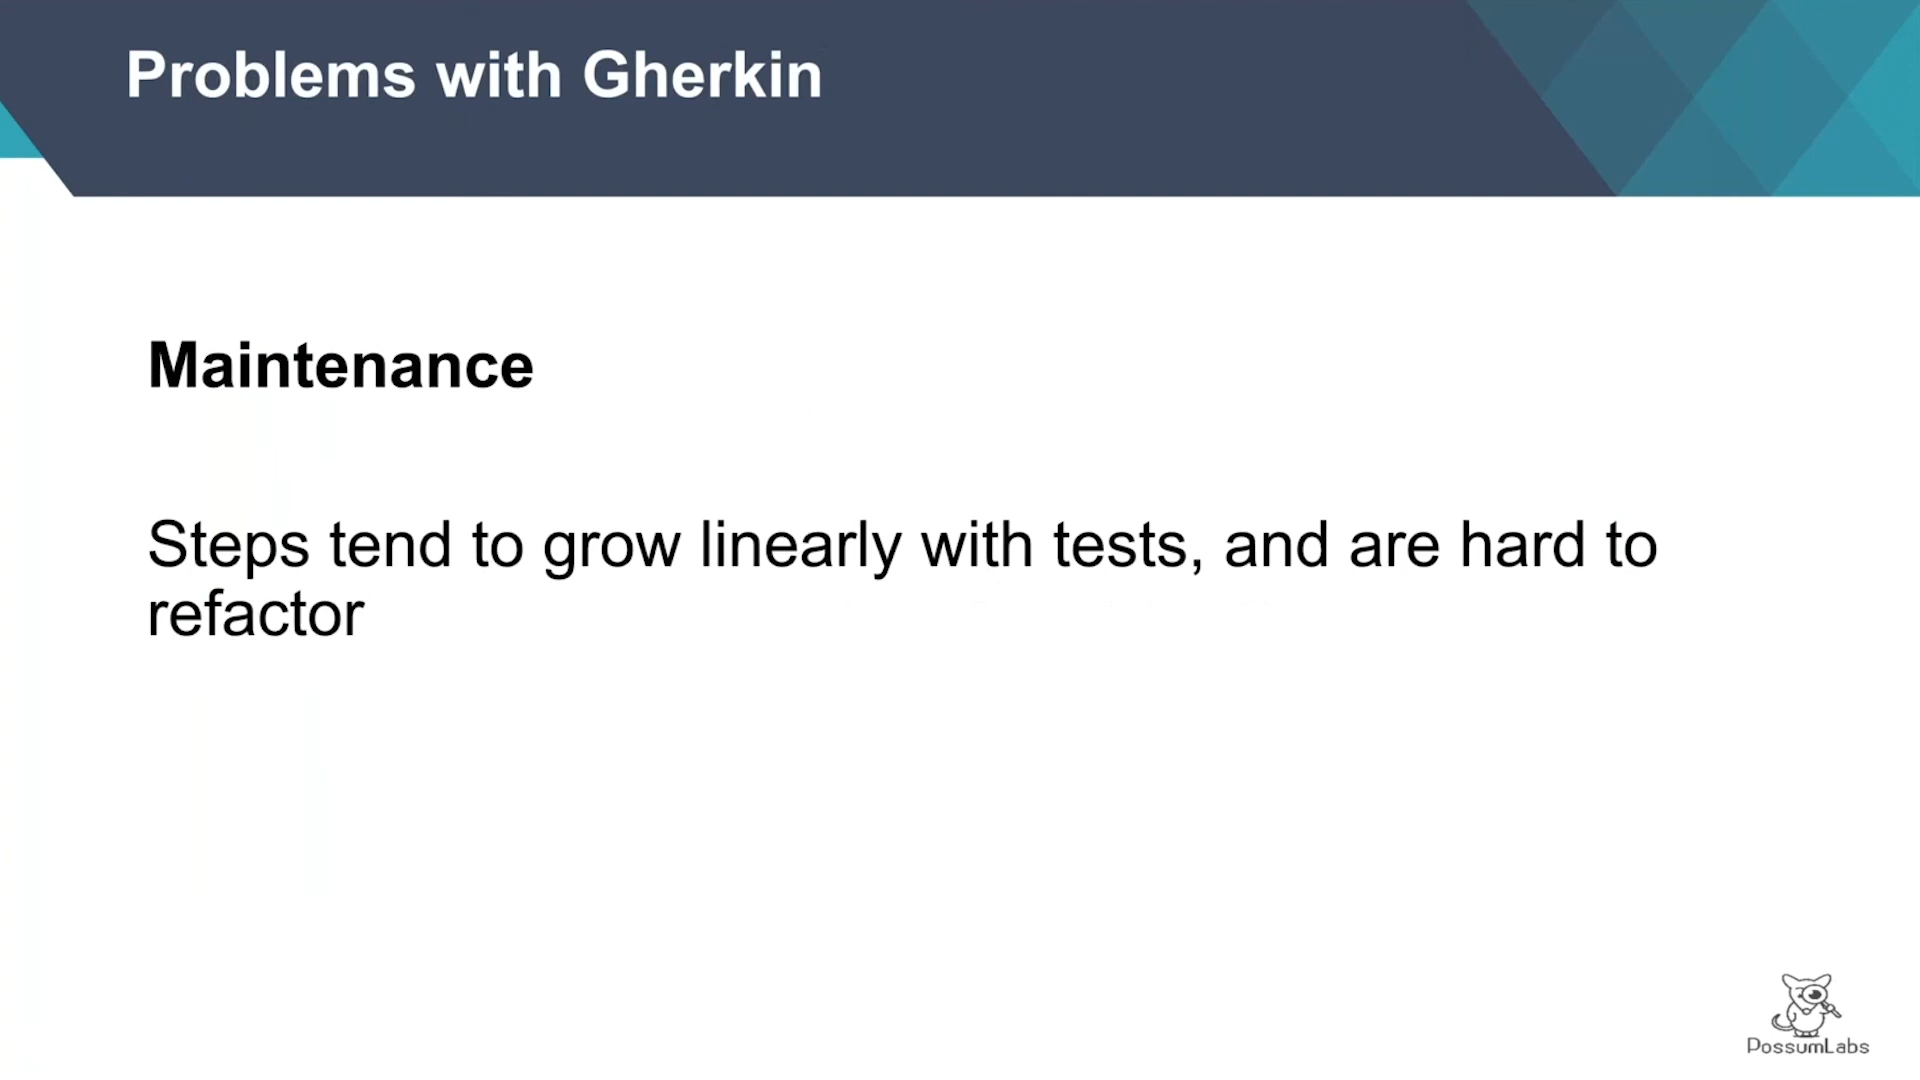 Problems with Gherkin
Maintenance
Steps tend to grow linearly with tests, and are hard to
refactor
PossumLabs